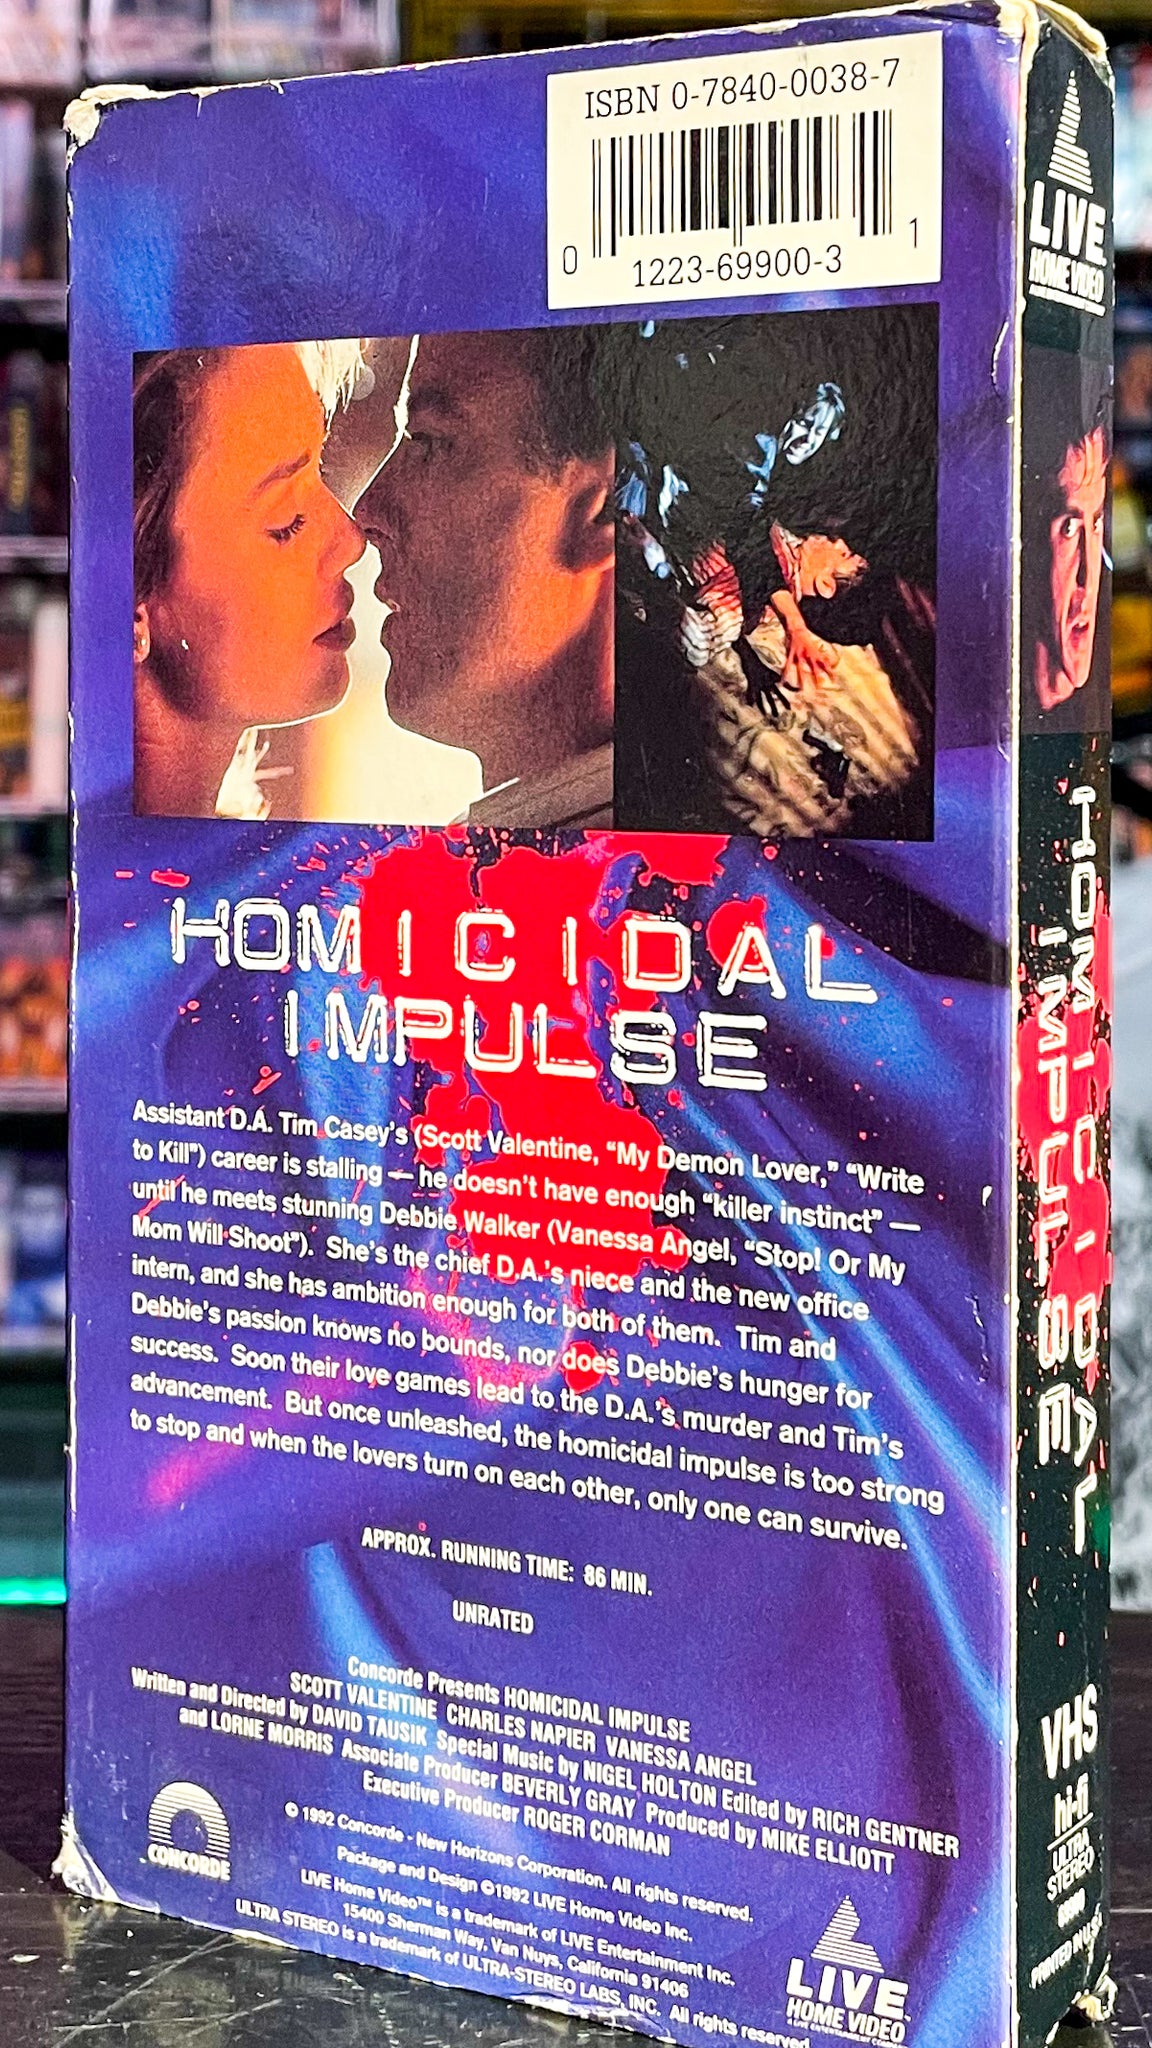 ISBN 0-7840-0038-7
0 1223-69900-3 1
HOMICIDAL
IMPULSE
Assistant D.A. Tim Casey's (Scott Valentine, "My Demon Lover," "Write
to Kill") career is stalling — he doesn't have enough "killer instinct" —
until he meets stunning Debbie Walker (Vanessa Angel, "Stop! Or My
Mom Will Shoot"). She's the chief D.A.'s niece and the new office
intern, and she has ambition enough for both of them. Tim and
Debbie's passion knows no bounds, nor does Debbie's hunger for
success. Soon their love games lead to the D.A.'s murder and Tim's
advancement. But once unleashed, the homicidal impulse is too strong
to stop and when the lovers turn on each other, only one can survive.
APPROX. RUNNING TIME: 86 MIN.
UNRATED
Concorde Presents HOMICIDAL IMPULSE
SCOTT VALENTINE CHARLES NAPIER VANESSA ANGEL
Written and Directed by DAVID TAUSIK Special Music by NIGEL HOLTON Edited by RICH GENTNER
and LORNE MORRIS Associate Producer BEVERLY GRAY Produced by MIKE ELLIOTT
Executive Producer ROGER CORMAN
© 1992 Concorde - New Horizons Corporation. All rights reserved.
Package and Design ©1992 LIVE Home Video Inc.
LIVE Home Video™ is a trademark of LIVE Entertainment Inc.
15400 Sherman Way, Van Nuys, California 91406
ULTRA STEREO is a trademark of ULTRA-STEREO LABS, INC. All rights reserved.
CONCORDE
LIVE
HOME VIDEO
LIVE
HOME VIDEO
HOMICIDAL
IMPULSE
VHS
hi-fi
ULTRA
STEREO
PRINTED IN U.S.